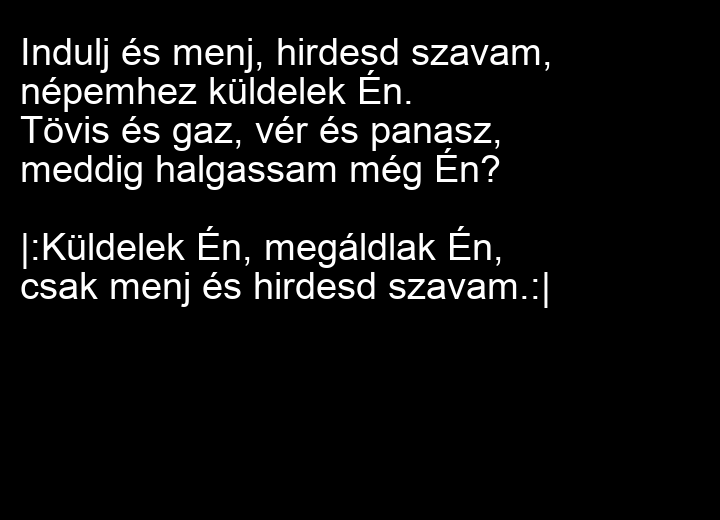 Indulj és menj, hirdesd szavam,
népemhez küldelek Én.
Tövis és gaz, vér és panasz,
meddig halgassam még Én?
|:Küldelek Én, megáldlak Én,
csak menj és hirdesd szavam.:|